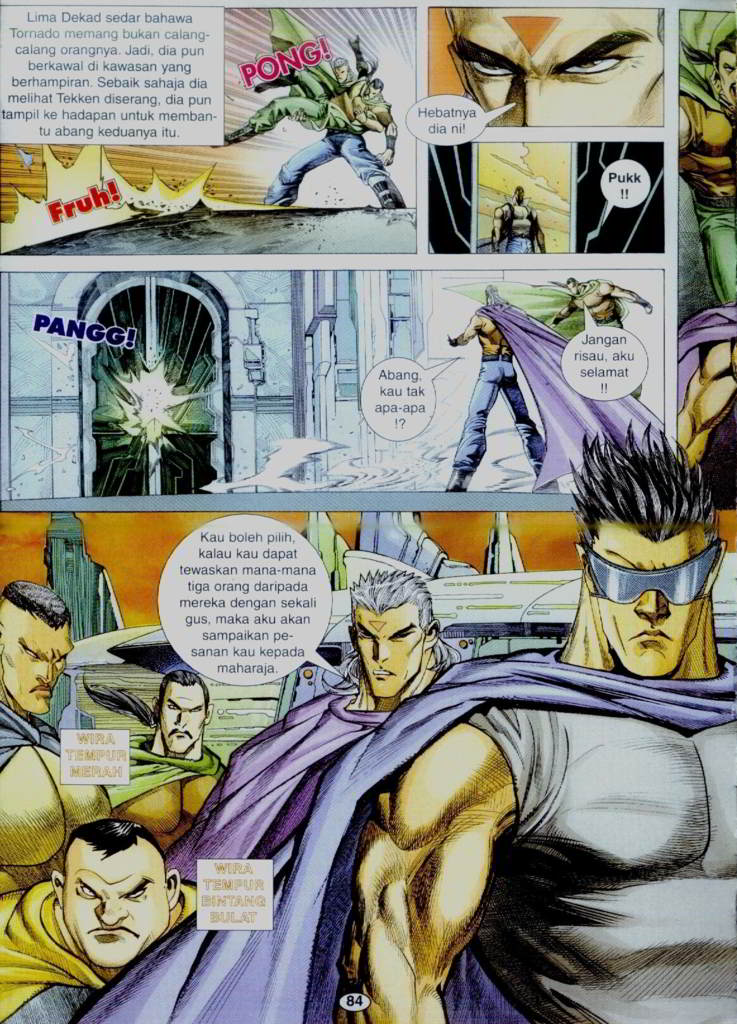 Lima Dekad sedar bahawa
Tornado memang bukan calang-
calang orangnya. Jadi, dia pun
berkawal di kawasan yang
berhampiran. Sebaik sahaja dia
melihat Tekken diserang, dia pun
tampil ke hadapan untuk memban-
tu abang keduanya itu.
PONG!
Fruh!
Hebatnya
dia ni!
Pukk
!!
PANGG!
Abang,
kau tak
apa-apa
!?
Jangan
risau, aku
selamat
!!
Kau boleh pilih,
kalau kau dapat
tewaskan mana-mana
tiga orang daripada
mereka dengan sekali
gus, maka aku akan
sampaikan pe-
sanan kau kepada
maharaja.
WIRA
TEMPUR
MERAH
WIRA
TEMPUR
BINTANG
BULAT
84